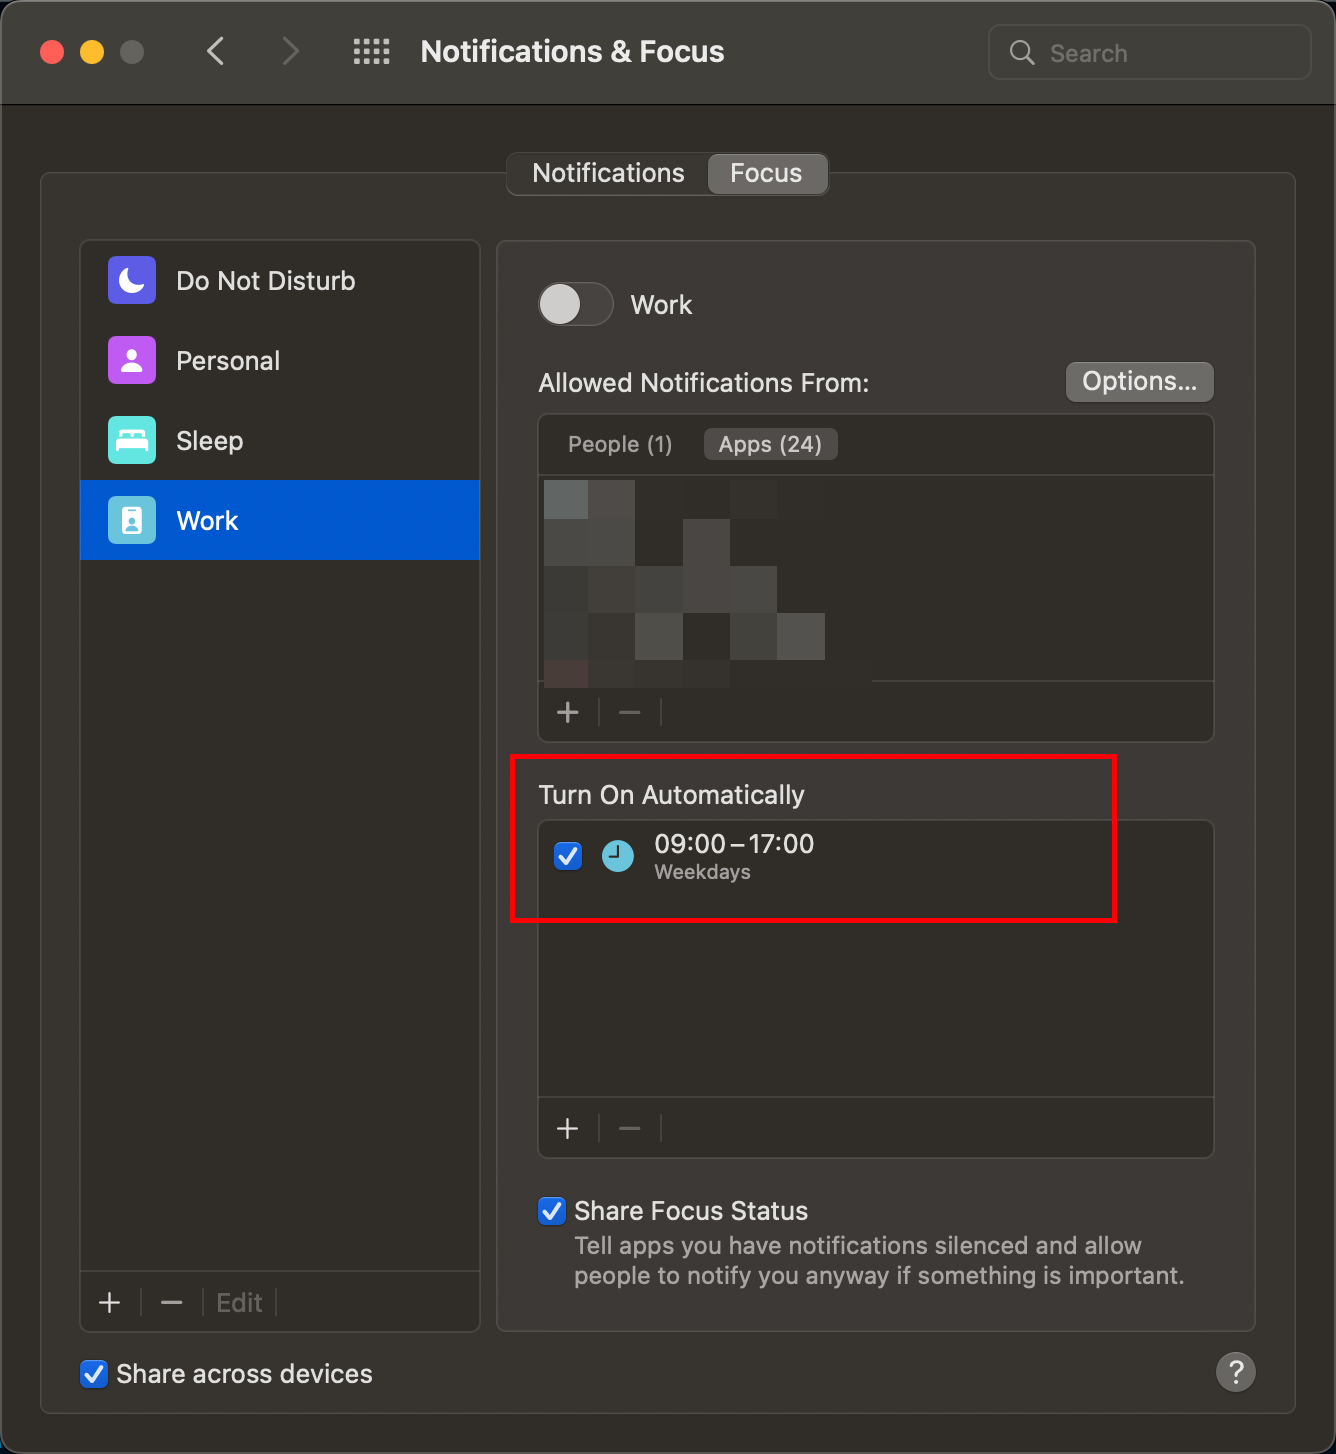 Notifications & Focus
Search
Notifications
Focus
Do Not Disturb
Personal
Sleep
Work
Edit
Work
Allowed Notifications From:
Options...
People (1)
Apps (24)
Turn On Automatically
09:00 – 17:00
Weekdays
Share Focus Status
Tell apps you have notifications silenced and allow
people to notify you anyway if something is important.
Share across devices
?